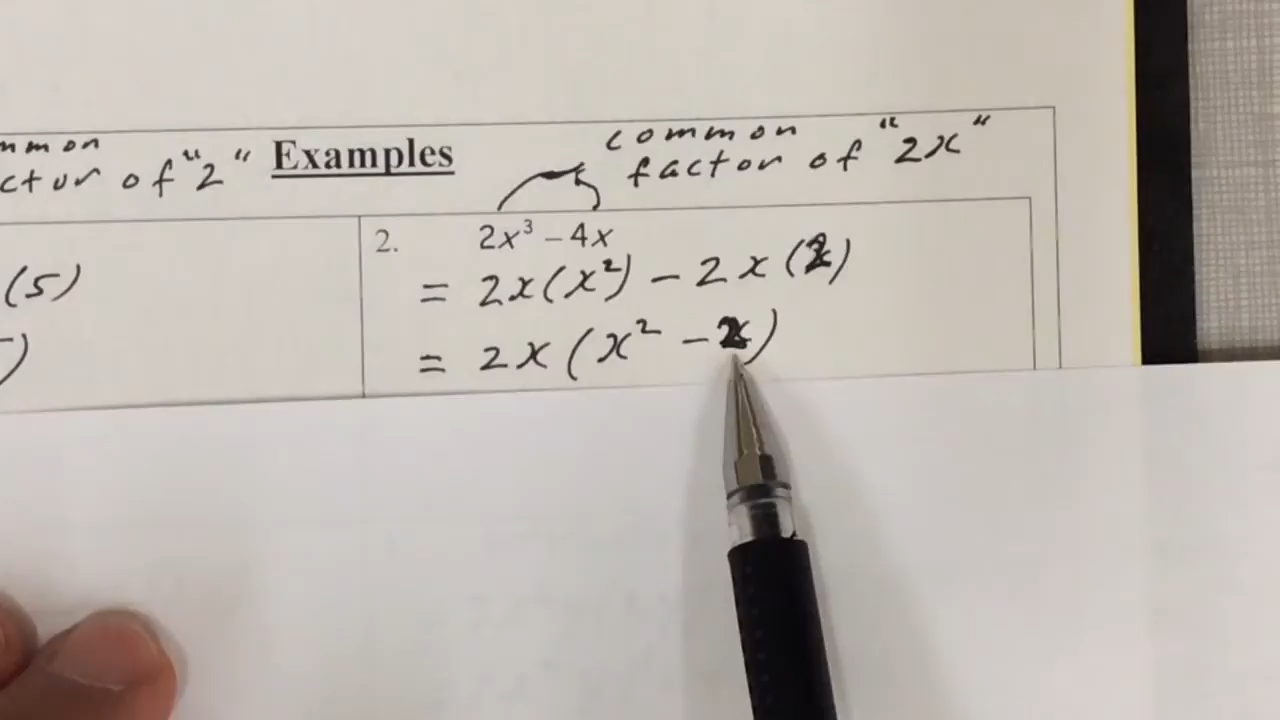 mmon
ctor of "2"
Examples
common
factor of "2x"
(5)
)
2. 2x³ – 4x
= 2x(x²) – 2x(2)
= 2x(x² – 2)